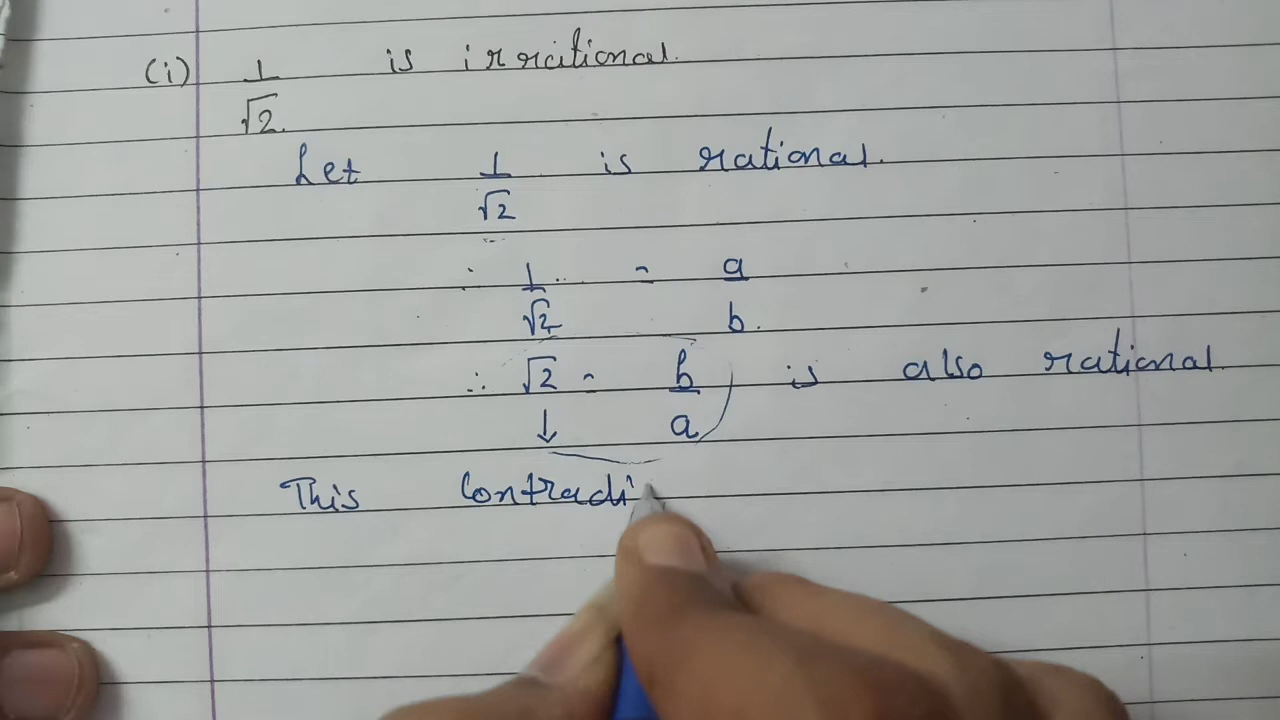 (i) 1/√2. is irrational.
Let 1/√2 is rational.
∴ 1/√2 = a/b.
∴ √2 = b/a is also rational
↓
This Contradi